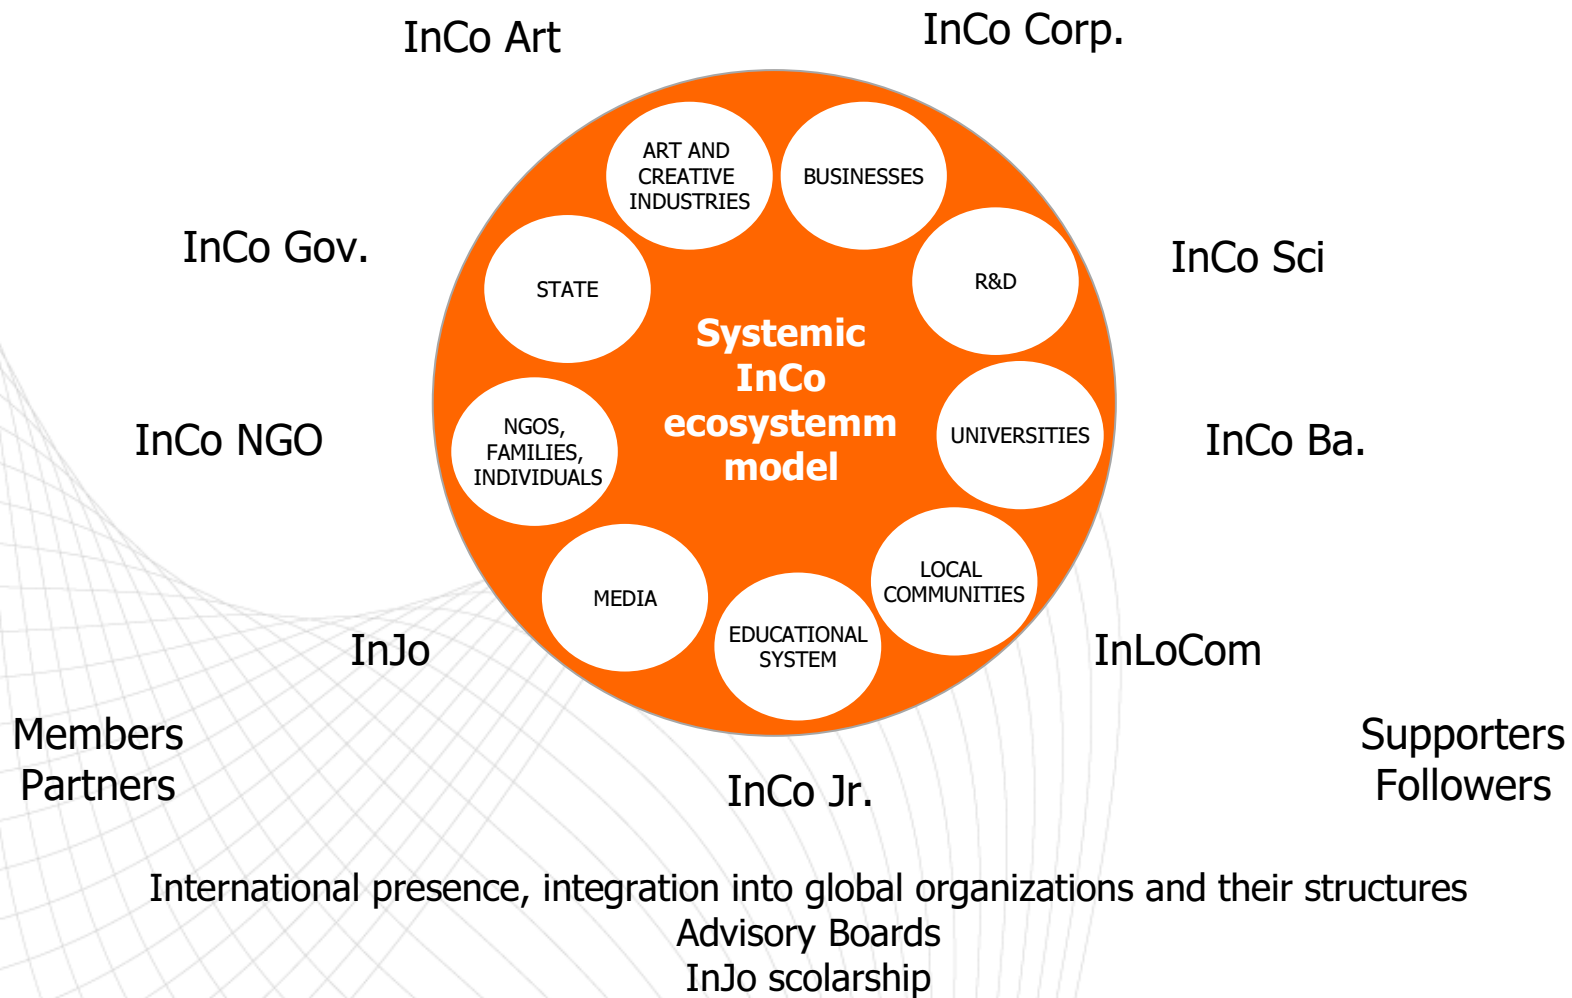 InCo Art
InCo Corp.
ART AND
CREATIVE
INDUSTRIES
BUSINESSES
InCo Gov.
STATE
R&D
InCo Sci
Systemic
InCo
ecosystemm
model
InCo NGO
NGOS,
FAMILIES,
INDIVIDUALS
UNIVERSITIES
InCo Ba.
MEDIA
LOCAL
COMMUNITIES
EDUCATIONAL
SYSTEM
InJo
InLoCom
Members
Partners
InCo Jr.
Supporters
Followers
International presence, integration into global organizations and their structures
Advisory Boards
InJo scolarship